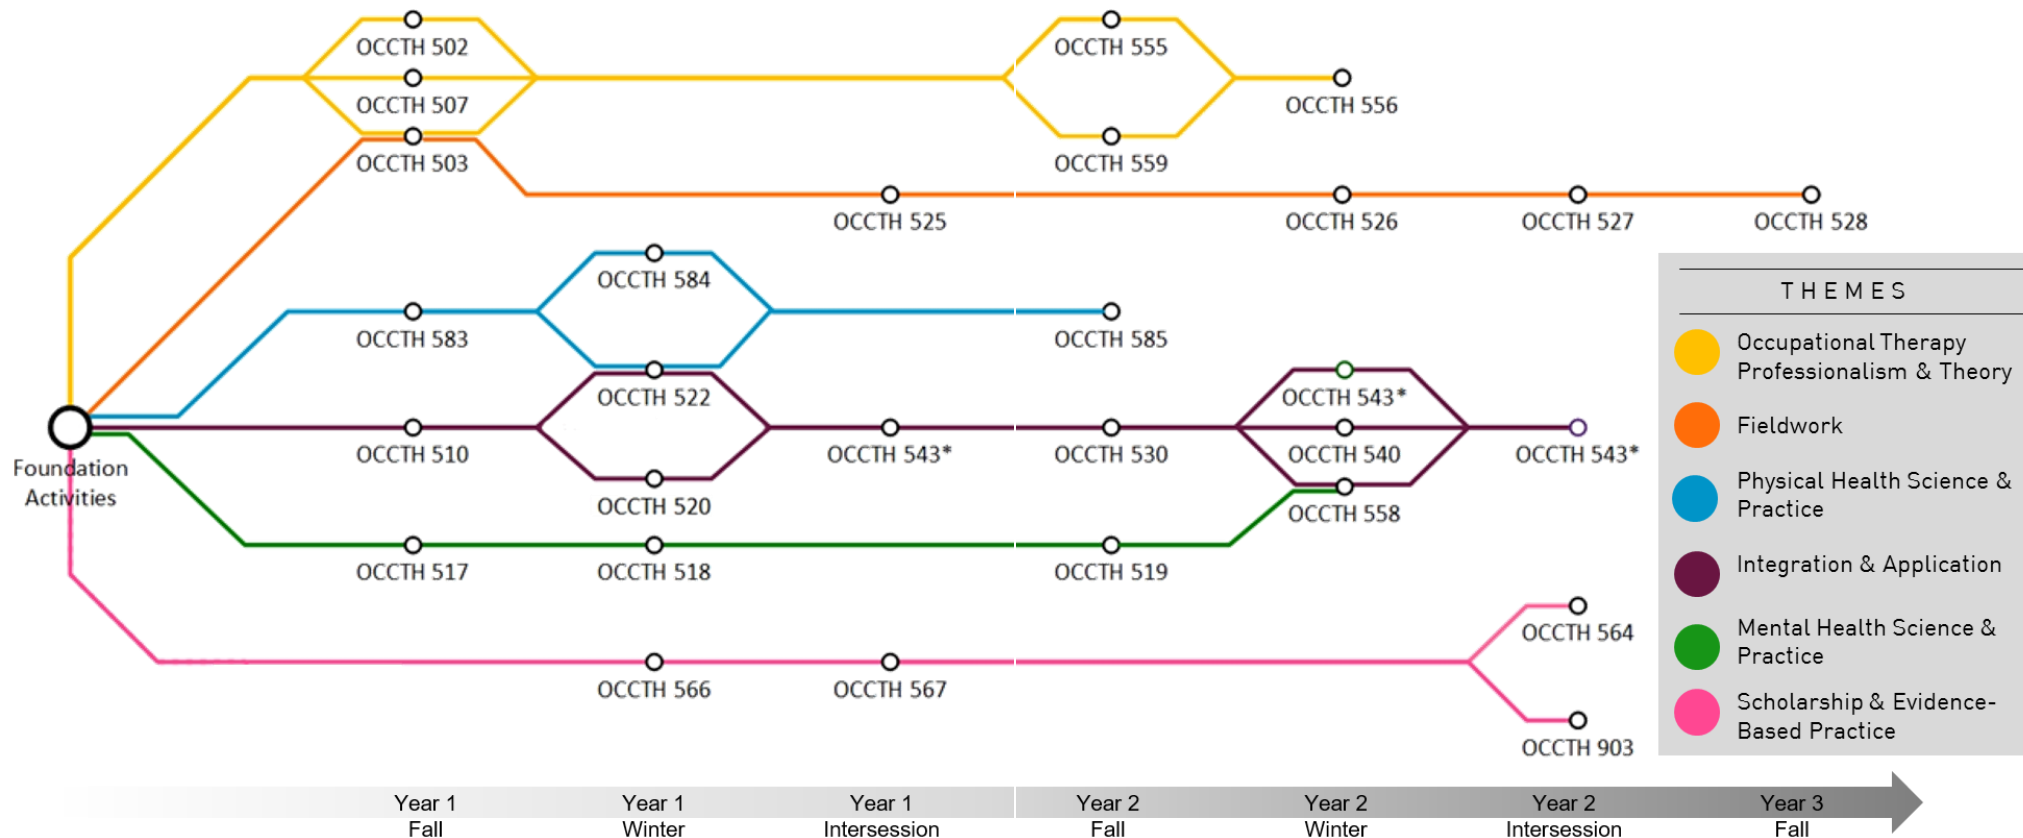 OCCTH 502
OCCTH 555
OCCTH 507
OCCTH 556
OCCTH 503
OCCTH 559
OCCTH 525
OCCTH 526
OCCTH 527
OCCTH 528
OCCTH 584
OCCTH 583
OCCTH 585
OCCTH 522
OCCTH 543*
OCCTH 510
OCCTH 543*
OCCTH 530
OCCTH 540
OCCTH 543*
Foundation
Activities
OCCTH 520
OCCTH 558
OCCTH 517
OCCTH 518
OCCTH 519
OCCTH 564
OCCTH 566
OCCTH 567
OCCTH 903
THEMES
Occupational Therapy
Professionalism & Theory
Fieldwork
Physical Health Science &
Practice
Integration & Application
Mental Health Science &
Practice
Scholarship & Evidence-
Based Practice
Year 1
Fall
Year 1
Winter
Year 1
Intersession
Year 2
Fall
Year 2
Winter
Year 2
Intersession
Year 3
Fall